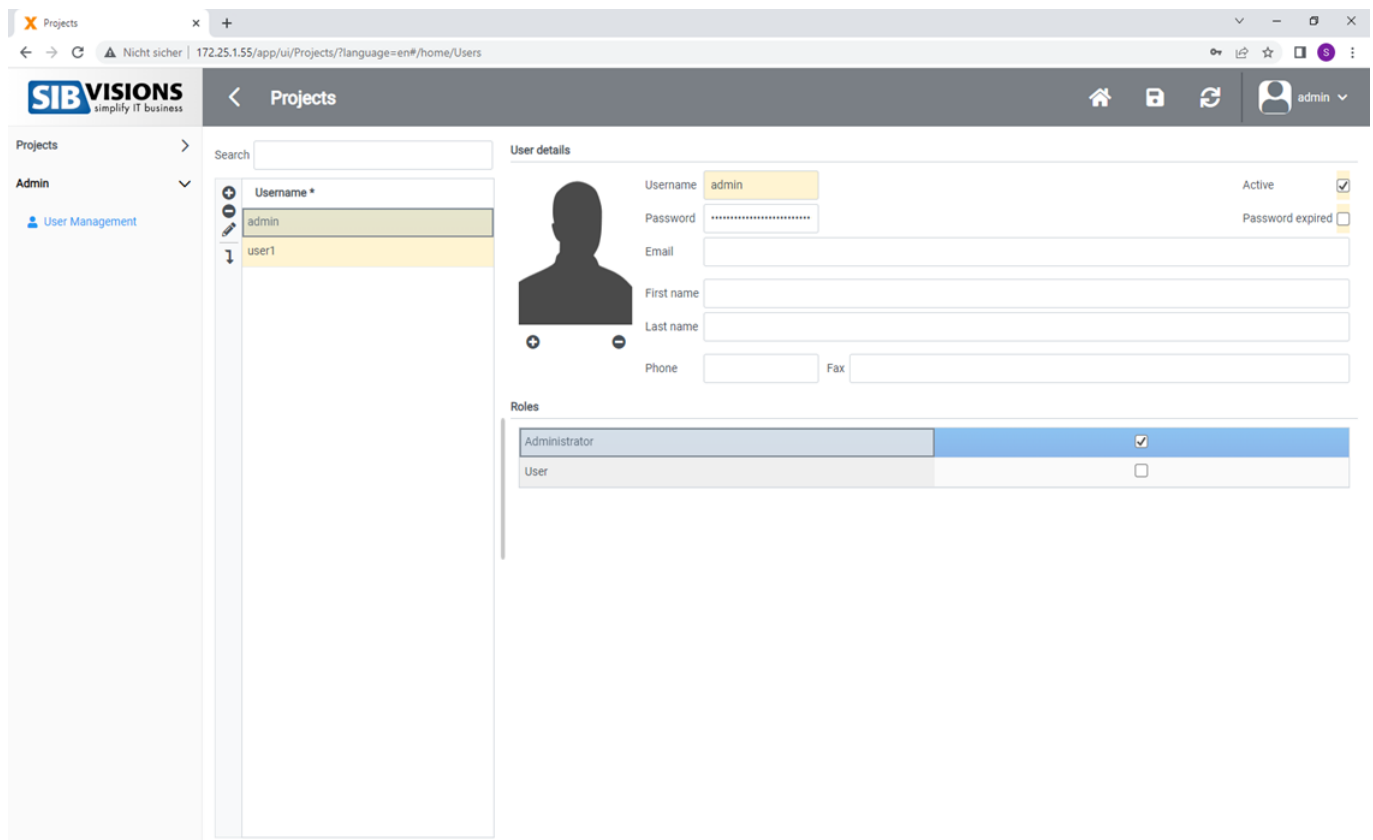 Projects
Nicht sicher | 172.25.1.55/app/ui/Projects/?language=en#/home/Users
S
SIB VISIONS
simplify IT business
Projects
admin
Projects
Admin
User Management
Search
Username *
admin
user1
User details
Username admin
Active
Password
Password expired
Email
First name
Last name
Phone
Fax
Roles
Administrator
User